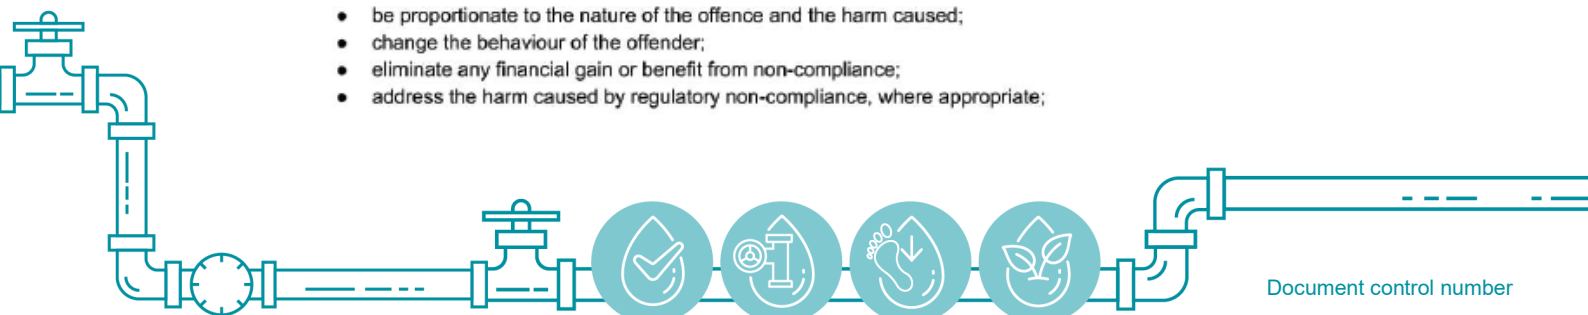 • be proportionate to the nature of the offence and the harm caused;
• change the behaviour of the offender;
• eliminate any financial gain or benefit from non-compliance;
• address the harm caused by regulatory non-compliance, where appropriate;
Document control number